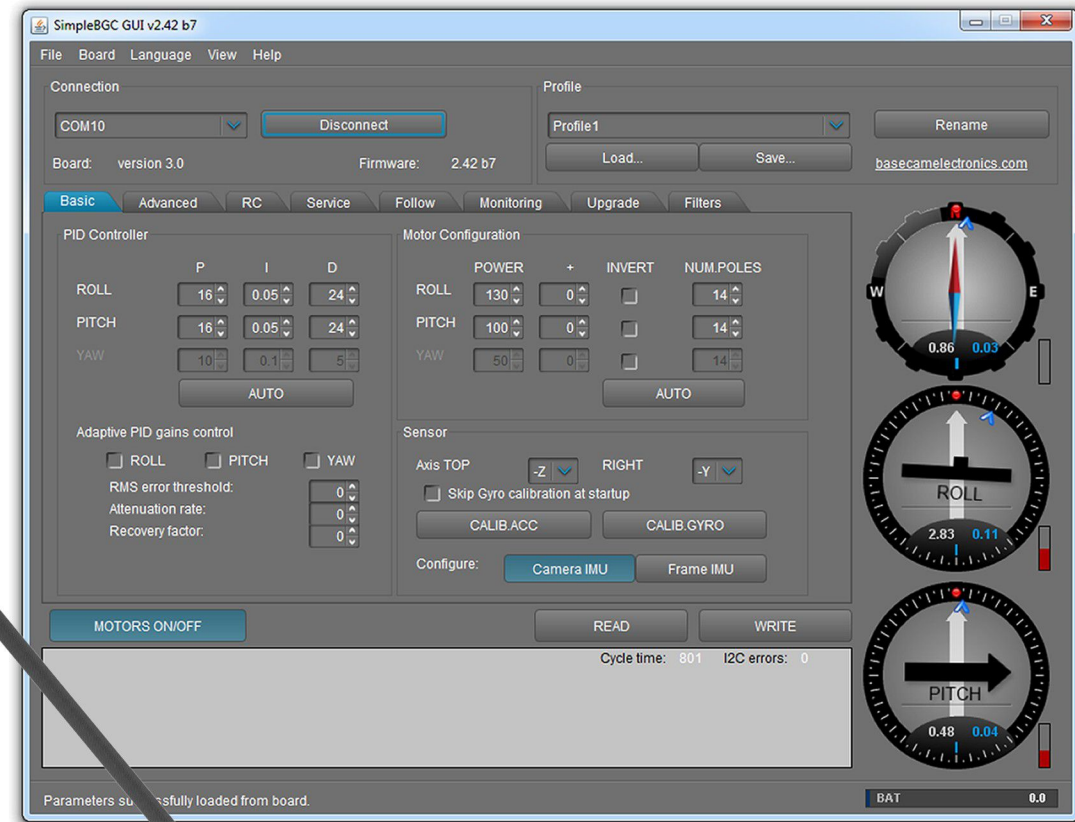 SimpleBGC GUI v2.42 b7
File Board Language View Help
Connection
Profile
COM10 Disconnect
Profile1 Rename
Board: version 3.0 Firmware: 2.42 b7
Load... Save... basecamelectronics.com
Basic Advanced RC Service Follow Monitoring Upgrade Filters
PID Controller
P I D
ROLL 16 0.05 24
PITCH 16 0.05 24
YAW 10 0.1 5
AUTO
Adaptive PID gains control
ROLL PITCH YAW
RMS error threshold: 0
Attenuation rate: 0
Recovery factor: 0
Motor Configuration
POWER + INVERT NUM.POLES
ROLL 130 0 14
PITCH 100 0 14
YAW 50 0 14
AUTO
Sensor
Axis TOP -Z RIGHT -Y
Skip Gyro calibration at startup
CALIB.ACC CALIB.GYRO
Configure: Camera IMU Frame IMU
R
W E
0.86 0.03
ROLL
2.83 0.11
PITCH
0.48 0.04
MOTORS ON/OFF READ WRITE
Cycle time: 801 I2C errors: 0
Parameters successfully loaded from board.
BAT 0.0